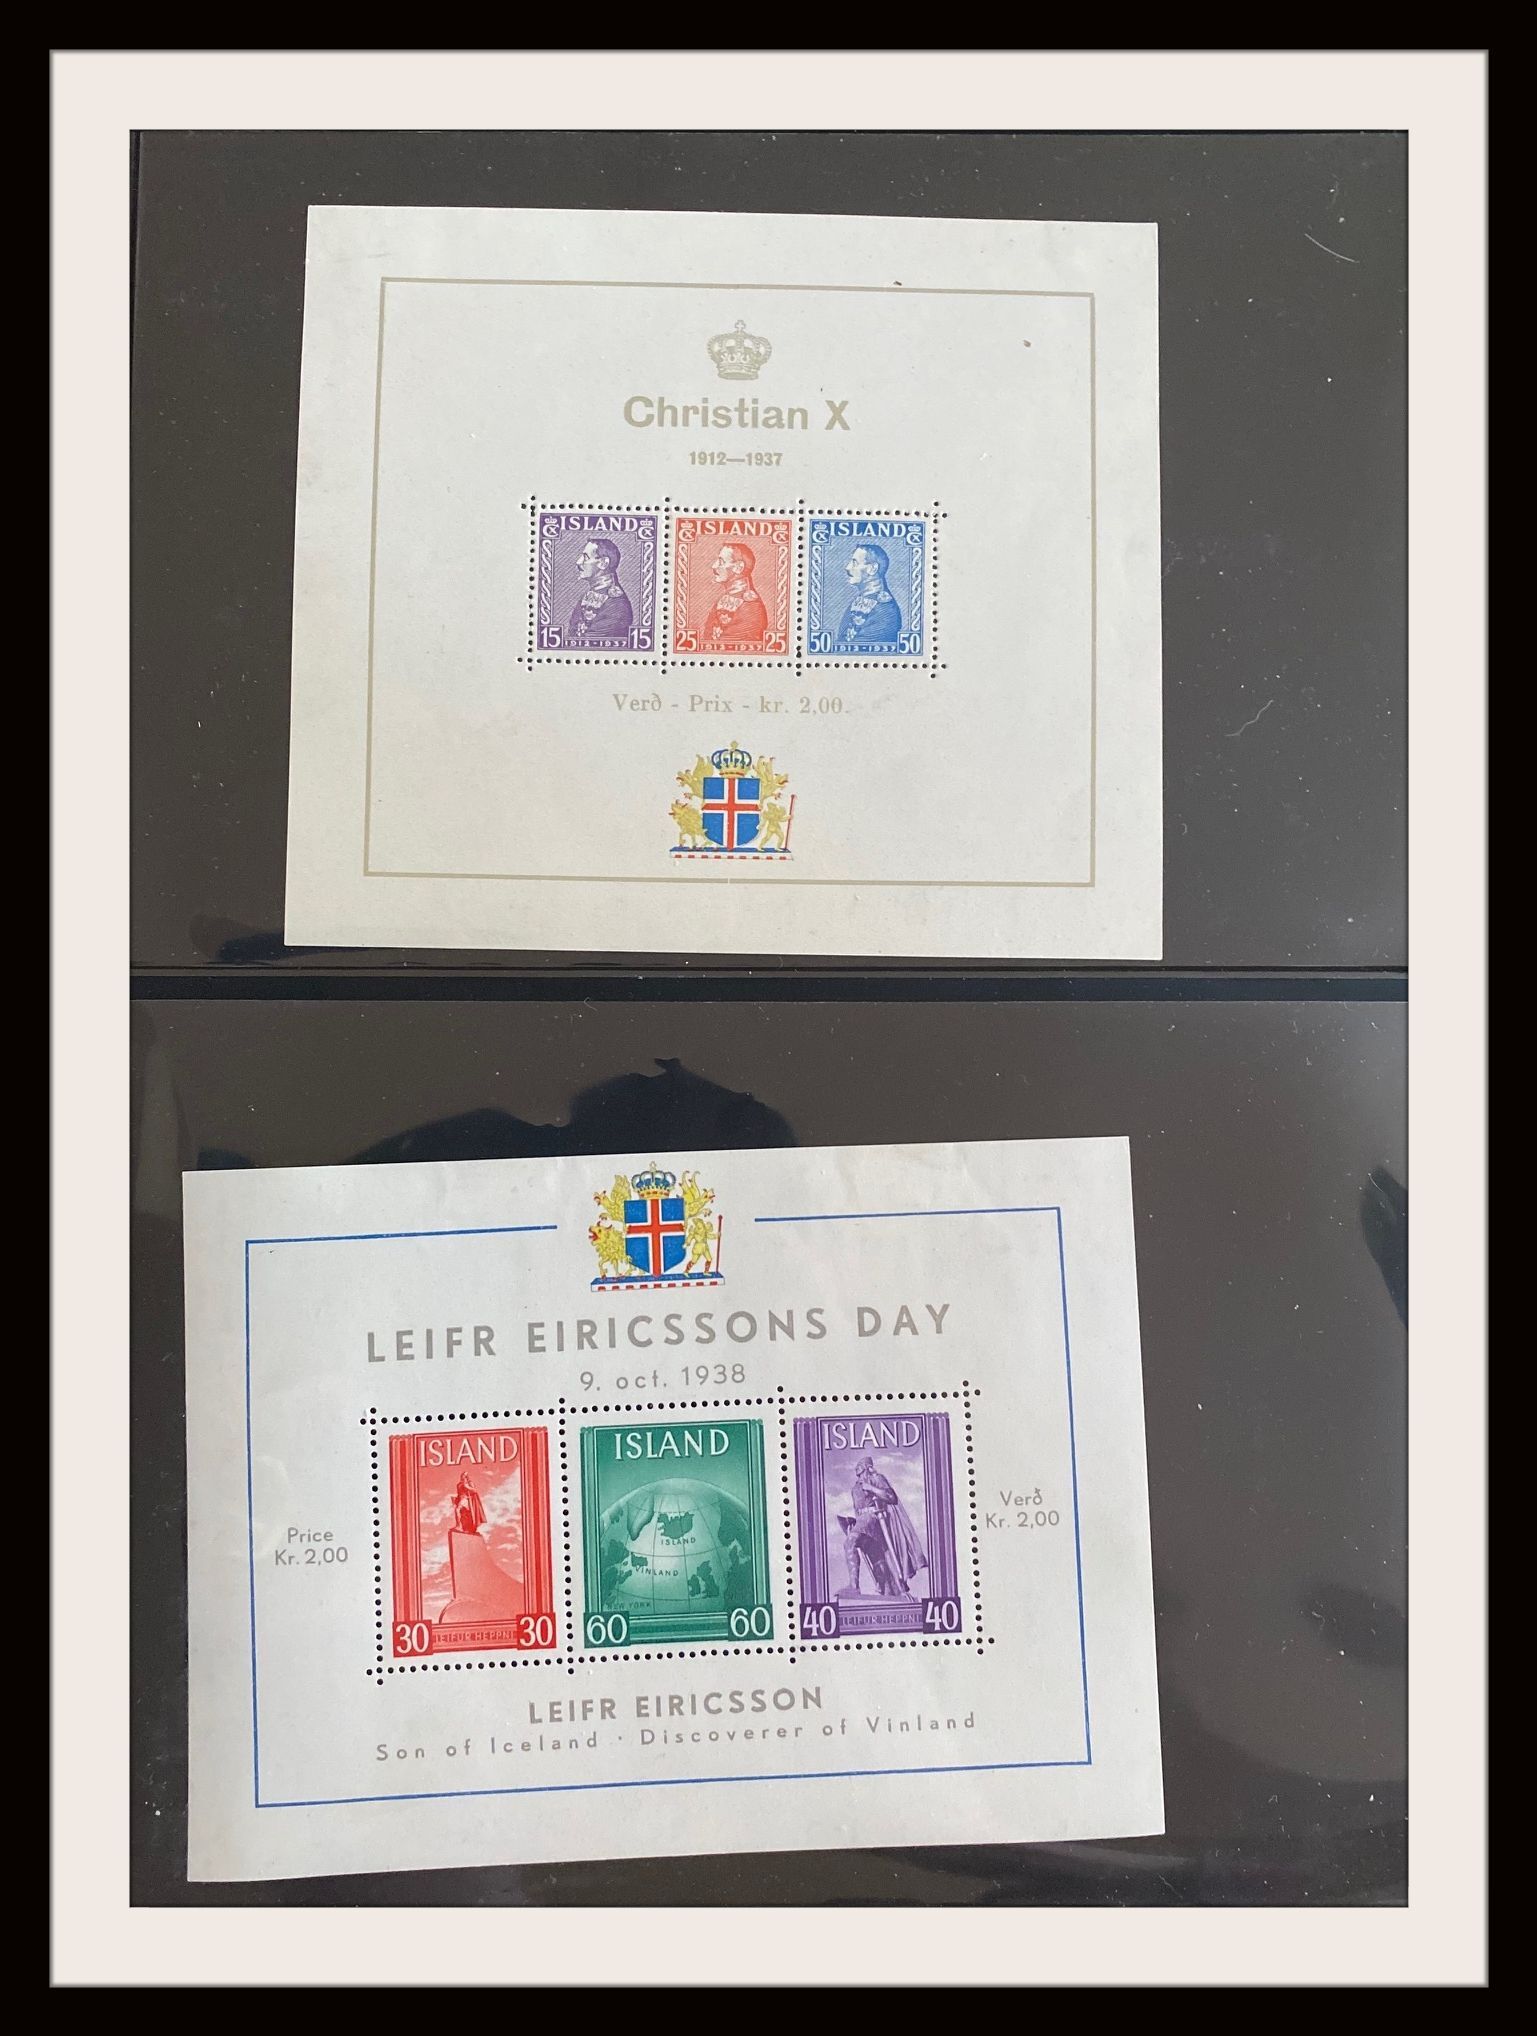 Christian X
1912—1937
ISLAND
15 15
1912-1937
ISLAND
25 25
1912-1937
ISLAND
50 50
1912-1937
Verð - Prix - kr. 2,00.
LEIFR EIRICSSONS DAY
9. oct. 1938
Price
Kr. 2,00
ISLAND
30 LEIFUR HEPPNI 30
ISLAND
ISLAND
VINLAND
NEW YORK
60 60
ISLAND
40 LEIFUR HEPPNI 40
Verð
Kr. 2,00
LEIFR EIRICSSON
Son of Iceland · Discoverer of Vinland